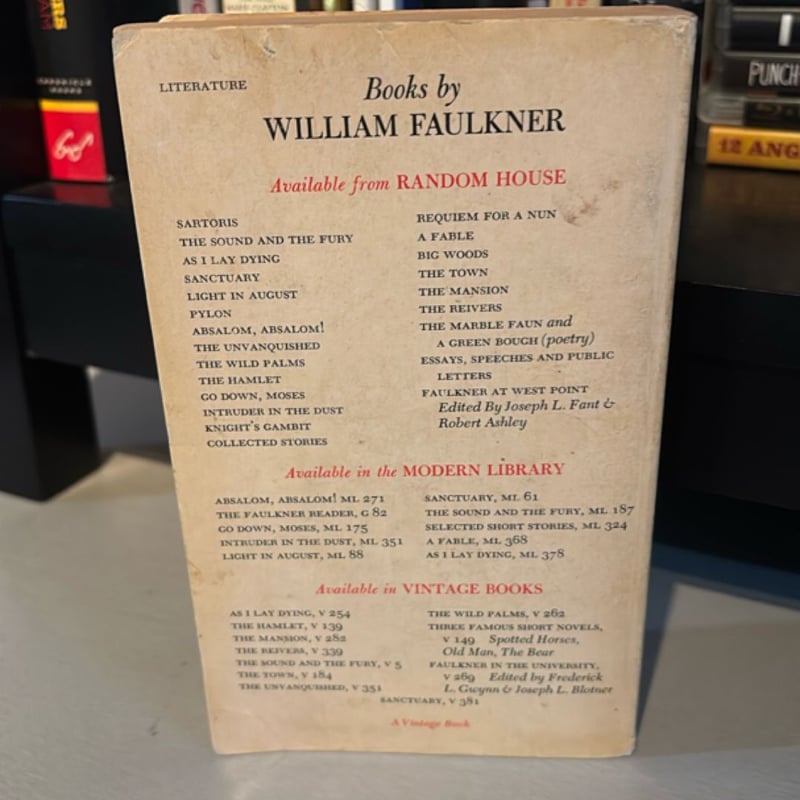 LITERATURE
Books by
WILLIAM FAULKNER
Available from RANDOM HOUSE
SARTORIS
THE SOUND AND THE FURY
AS I LAY DYING
SANCTUARY
LIGHT IN AUGUST
PYLON
ABSALOM, ABSALOM!
THE UNVANQUISHED
THE WILD PALMS
THE HAMLET
GO DOWN, MOSES
INTRUDER IN THE DUST
KNIGHT'S GAMBIT
COLLECTED STORIES
REQUIEM FOR A NUN
A FABLE
BIG WOODS
THE TOWN
THE MANSION
THE REIVERS
THE MARBLE FAUN and
A GREEN BOUGH (poetry)
ESSAYS, SPEECHES AND PUBLIC
LETTERS
FAULKNER AT WEST POINT
Edited By Joseph L. Fant &
Robert Ashley
Available in the MODERN LIBRARY
ABSALOM, ABSALOM! ML 271
THE FAULKNER READER, G 82
GO DOWN, MOSES, ML 175
INTRUDER IN THE DUST, ML 351
LIGHT IN AUGUST, ML 88
SANCTUARY, ML 61
THE SOUND AND THE FURY, ML 187
SELECTED SHORT STORIES, ML 324
A FABLE, ML 368
AS I LAY DYING, ML 378
Available in VINTAGE BOOKS
AS I LAY DYING, V 254
THE HAMLET, V 139
THE MANSION, V 282
THE REIVERS, V 339
THE SOUND AND THE FURY, V 5
THE TOWN, V 184
THE UNVANQUISHED, V 351
THE WILD PALMS, V 262
THREE FAMOUS SHORT NOVELS,
V 149 Spotted Horses,
Old Man, The Bear
FAULKNER IN THE UNIVERSITY,
V 269 Edited by Frederick
L. Gwynn & Joseph L. Blotner
SANCTUARY, V 381
A Vintage Book
PUNCH
12 ANG